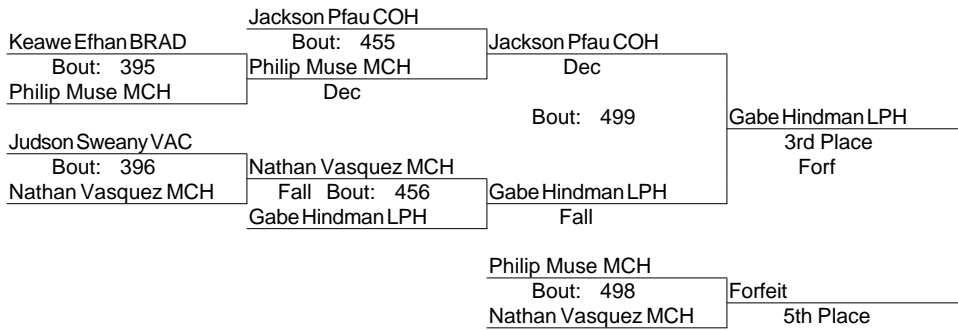 Jackson Pfau COH
Keawe Efhan BRAD
Bout: 455
Jackson Pfau COH
Bout: 395
Philip Muse MCH
Dec
Philip Muse MCH
Dec
Bout: 499
Gabe Hindman LPH
Judson Sweany VAC
3rd Place
Bout: 396
Nathan Vasquez MCH
Forf
Nathan Vasquez MCH
Fall Bout: 456
Gabe Hindman LPH
Gabe Hindman LPH
Fall
Philip Muse MCH
Bout: 498
Forfeit
Nathan Vasquez MCH
5th Place